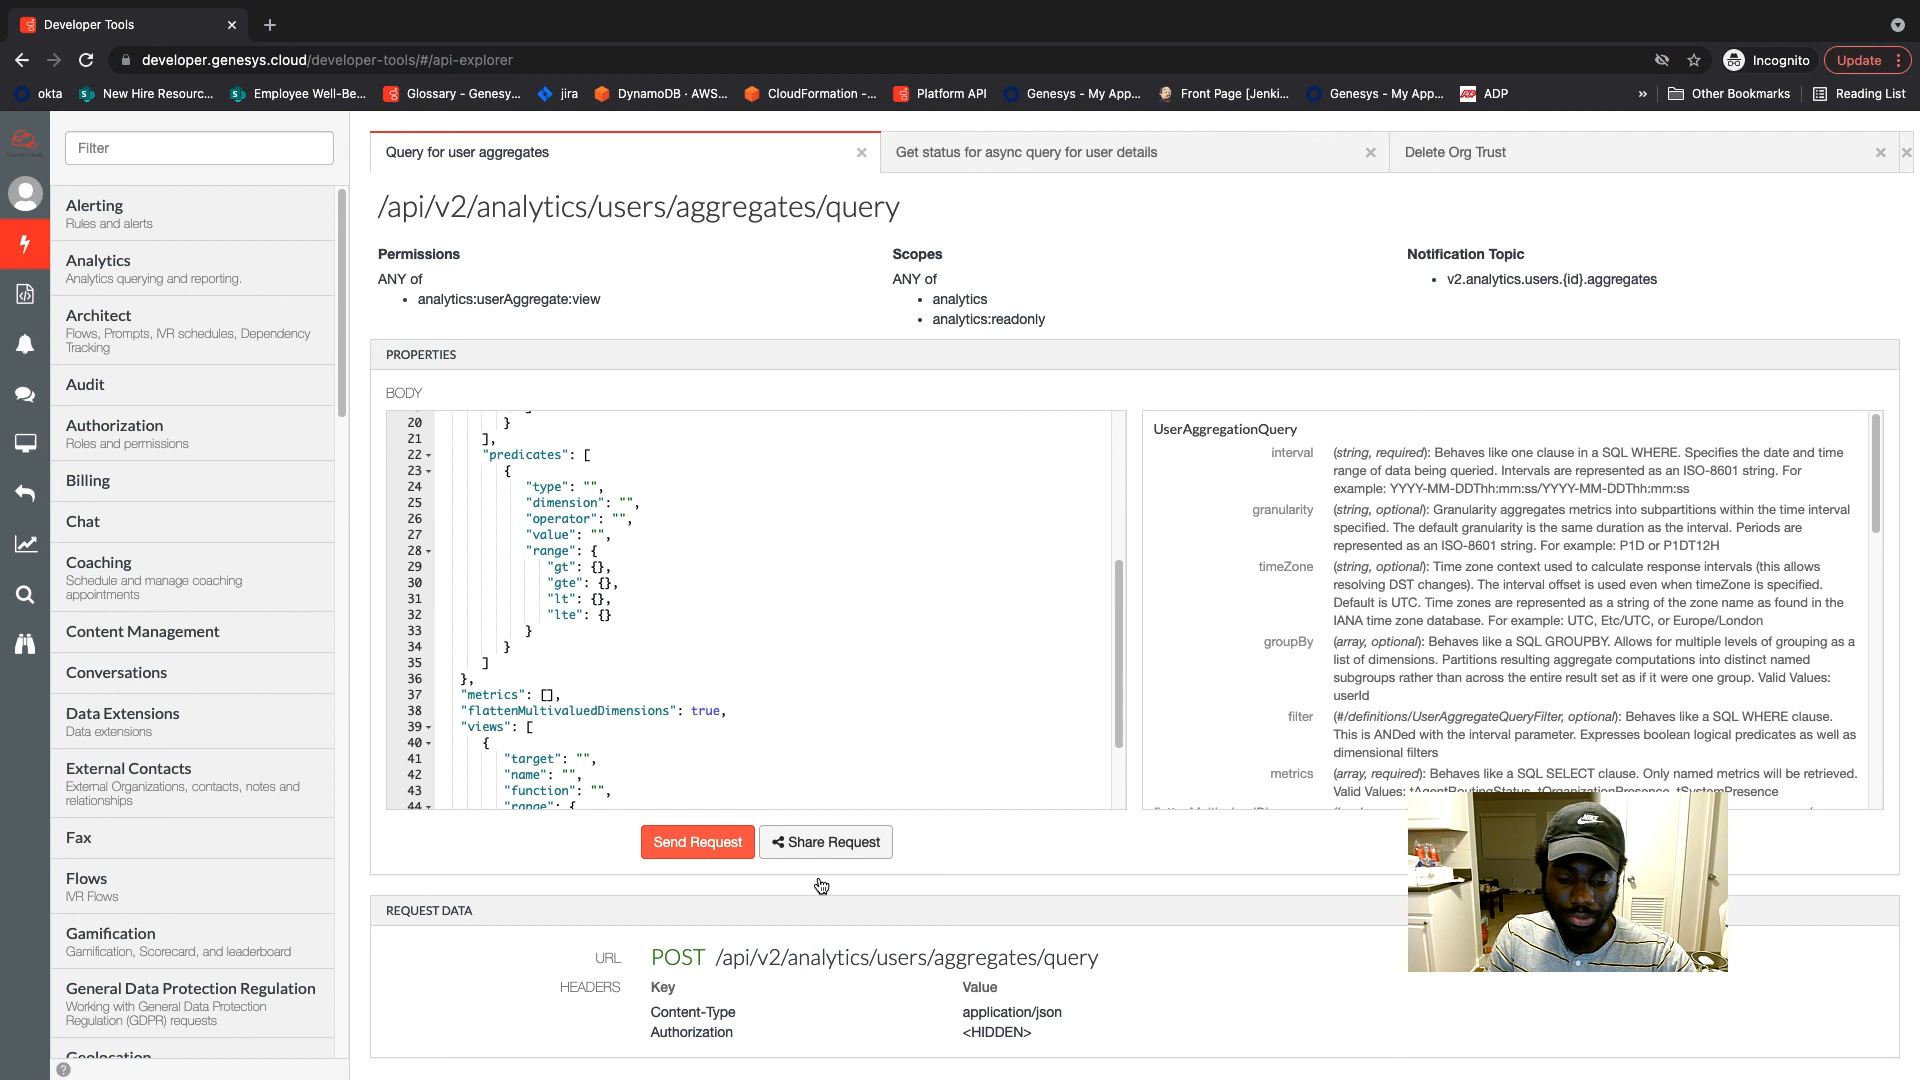 Developer Tools
developer.genesys.cloud/developer-tools/#/api-explorer
Incognito
Update
okta
New Hire Resourc...
Employee Well-Be...
Glossary - Genesy...
jira
DynamoDB - AWS...
CloudFormation -...
Platform API
Genesys - My App...
Front Page [Jenki...
Genesys - My App...
ADP
»
Other Bookmarks
Reading List
Filter
Alerting
Rules and alerts
Analytics
Analytics querying and reporting.
Architect
Flows, Prompts, IVR schedules, Dependency
Tracking
Audit
Authorization
Roles and permissions
Billing
Chat
Coaching
Schedule and manage coaching
appointments
Content Management
Conversations
Data Extensions
Data extensions
External Contacts
External Organizations, contacts, notes and
relationships
Fax
Flows
IVR Flows
Gamification
Gamification, Scorecard, and leaderboard
General Data Protection Regulation
Working with General Data Protection
Regulation (GDPR) requests
Geolocation
Query for user aggregates
Get status for async query for user details
Delete Org Trust
/api/v2/analytics/users/aggregates/query
Permissions
ANY of
• analytics:userAggregate:view
Scopes
ANY of
• analytics
• analytics:readonly
Notification Topic
• v2.analytics.users.{id}.aggregates
PROPERTIES
BODY
20 }
21 ],
22 "predicates": [
23 {
24 "type": "",
25 "dimension": "",
26 "operator": "",
27 "value": "",
28 "range": {
29 "gt": {},
30 "gte": {},
31 "lt": {},
32 "lte": {}
33 }
34 }
35 ]
36 },
37 "metrics": [],
38 "flattenMultivaluedDimensions": true,
39 "views": [
40 {
41 "target": "",
42 "name": "",
43 "function": "",
44 "range": {
UserAggregationQuery
interval (string, required): Behaves like one clause in a SQL WHERE. Specifies the date and time
range of data being queried. Intervals are represented as an ISO-8601 string. For
example: YYYY-MM-DDThh:mm:ss/YYYY-MM-DDThh:mm:ss
granularity (string, optional): Granularity aggregates metrics into subpartitions within the time interval
specified. The default granularity is the same duration as the interval. Periods are
represented as an ISO-8601 string. For example: P1D or P1DT12H
timeZone (string, optional): Time zone context used to calculate response intervals (this allows
resolving DST changes). The interval offset is used even when timeZone is specified.
Default is UTC. Time zones are represented as a string of the zone name as found in the
IANA time zone database. For example: UTC, Etc/UTC, or Europe/London
groupBy (array, optional): Behaves like a SQL GROUPBY. Allows for multiple levels of grouping as a
list of dimensions. Partitions resulting aggregate computations into distinct named
subgroups rather than across the entire result set as if it were one group. Valid Values:
userId
filter (#/definitions/UserAggregateQueryFilter, optional): Behaves like a SQL WHERE clause.
This is ANDed with the interval parameter. Expresses boolean logical predicates as well as
dimensional filters
metrics (array, required): Behaves like a SQL SELECT clause. Only named metrics will be retrieved.
Valid Values: tAgentRoutingStatus, tOrganizationPresence, tSystemPresence
Send Request
Share Request
REQUEST DATA
URL POST /api/v2/analytics/users/aggregates/query
HEADERS Key Value
Content-Type application/json
Authorization <HIDDEN>